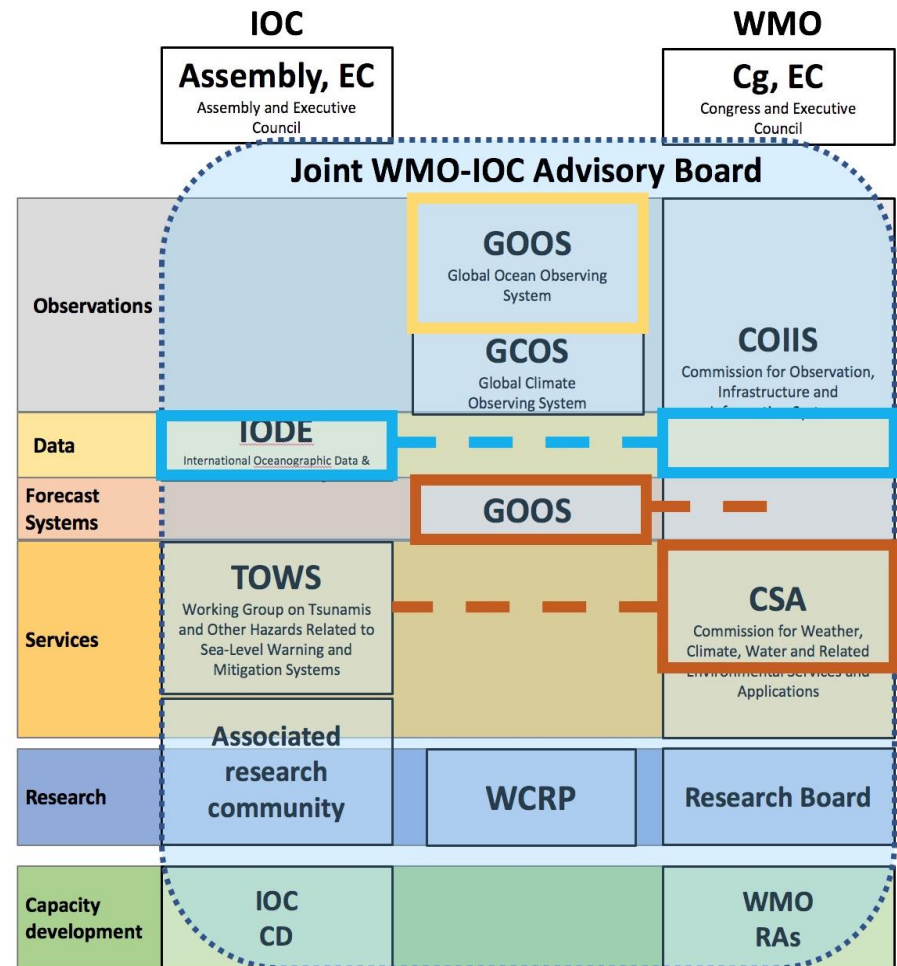 IOC
WMO
Assembly, EC
Assembly and Executive
Council
Cg, EC
Congress and Executive
Council
Joint WMO-IOC Advisory Board
Observations
GOOS
Global Ocean Observing
System
GCOS
Global Climate
Observing System
COIIS
Commission for Observation,
Infrastructure and
Data
IODE
International Oceanographic Data &
Forecast
Systems
GOOS
Services
TOWS
Working Group on Tsunamis
and Other Hazards Related to
Sea-Level Warning and
Mitigation Systems
CSA
Commission for Weather,
Climate, Water and Related
Environmental Services and
Applications
Research
Associated
research
community
WCRP
Research Board
Capacity
development
IOC
CD
WMO
RAs